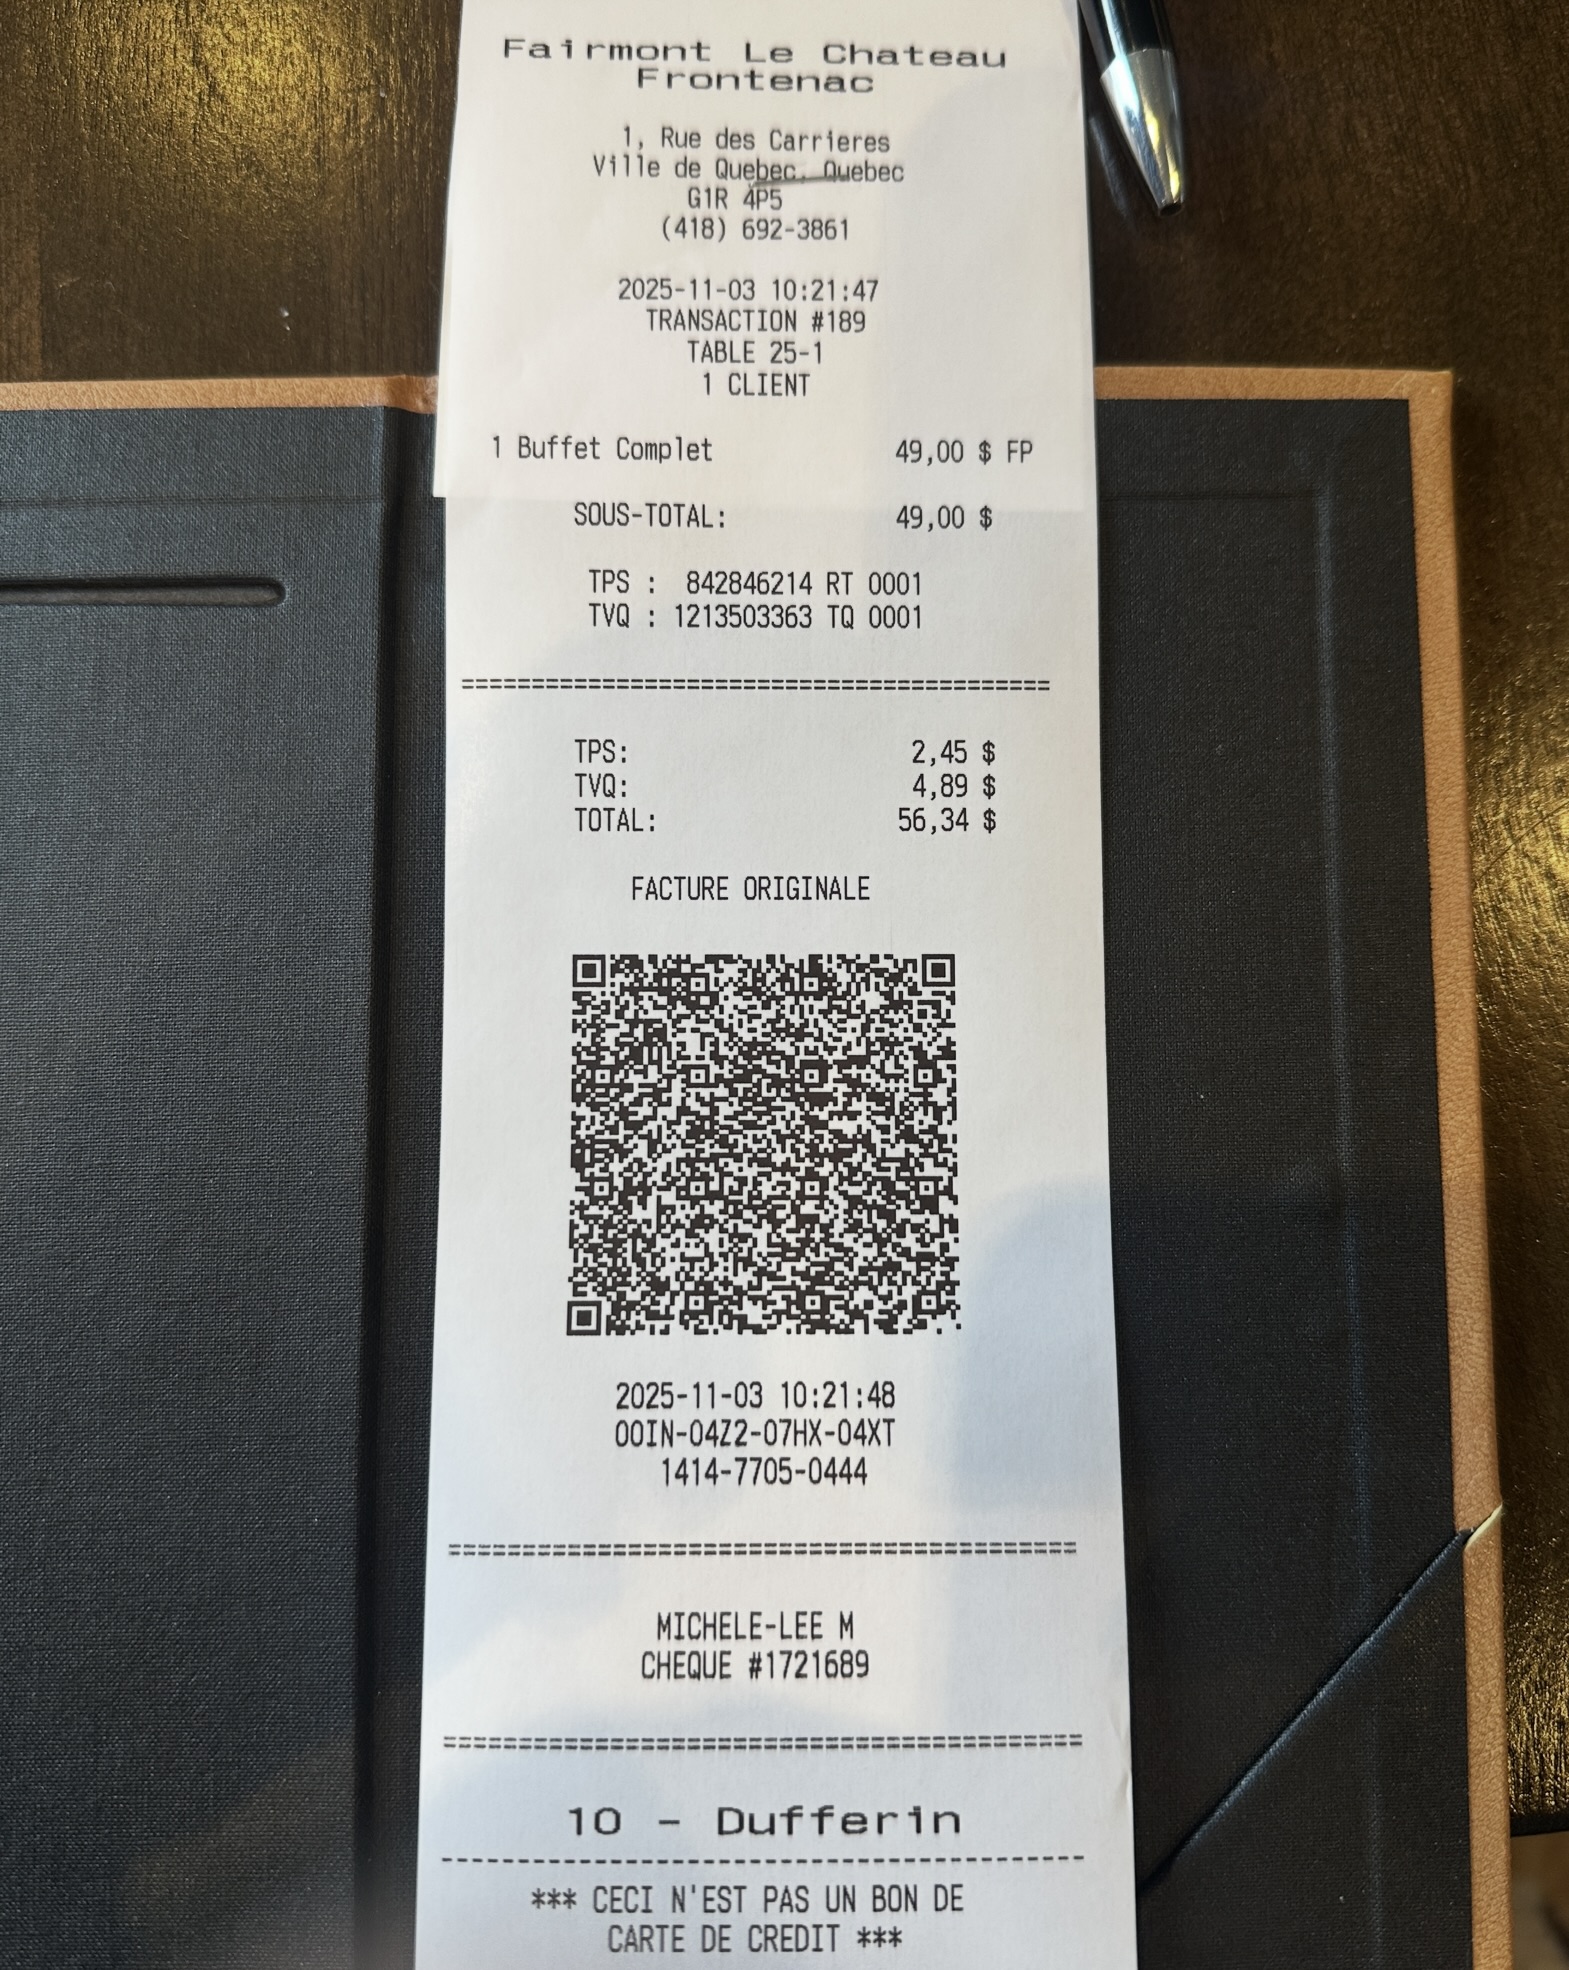 Fairmont Le Chateau
Frontenac
1, Rue des Carrieres
Ville de Quebec, Quebec
G1R 4P5
(418) 692-3861
2025-11-03 10:21:47
TRANSACTION #189
TABLE 25-1
1 CLIENT
1 Buffet Complet 49,00 $ FP
SOUS-TOTAL: 49,00 $
TPS : 842846214 RT 0001
TVQ : 1213503363 TQ 0001
=========================================
TPS: 2,45 $
TVQ: 4,89 $
TOTAL: 56,34 $
FACTURE ORIGINALE
2025-11-03 10:21:48
00IN-04Z2-07HX-04XT
1414-7705-0444
=========================================
MICHELE-LEE M
CHEQUE #1721689
=========================================
10 - Dufferin
-----------------------------------------
*** CECI N'EST PAS UN BON DE
CARTE DE CREDIT ***